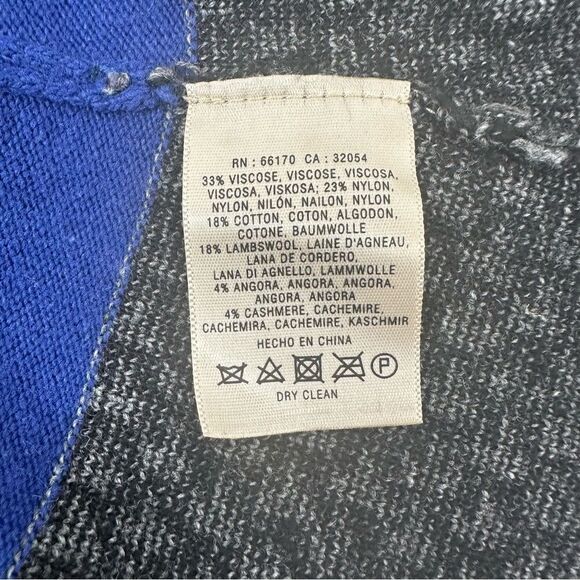 RN : 66170 CA : 32054
33% VISCOSE, VISCOSE, VISCOSA,
VISCOSA, VISKOSA; 23% NYLON,
NYLON, NILÓN, NAILON, NYLON
18% COTTON, COTON, ALGODON,
COTONE, BAUMWOLLE
18% LAMBSWOOL, LAINE D'AGNEAU,
LANA DE CORDERO,
LANA DI AGNELLO, LAMMWOLLE
4% ANGORA, ANGORA, ANGORA,
ANGORA, ANGORA
4% CASHMERE, CACHEMIRE,
CACHEMIRA, CACHEMIRE, KASCHMIR
HECHO EN CHINA
P
DRY CLEAN